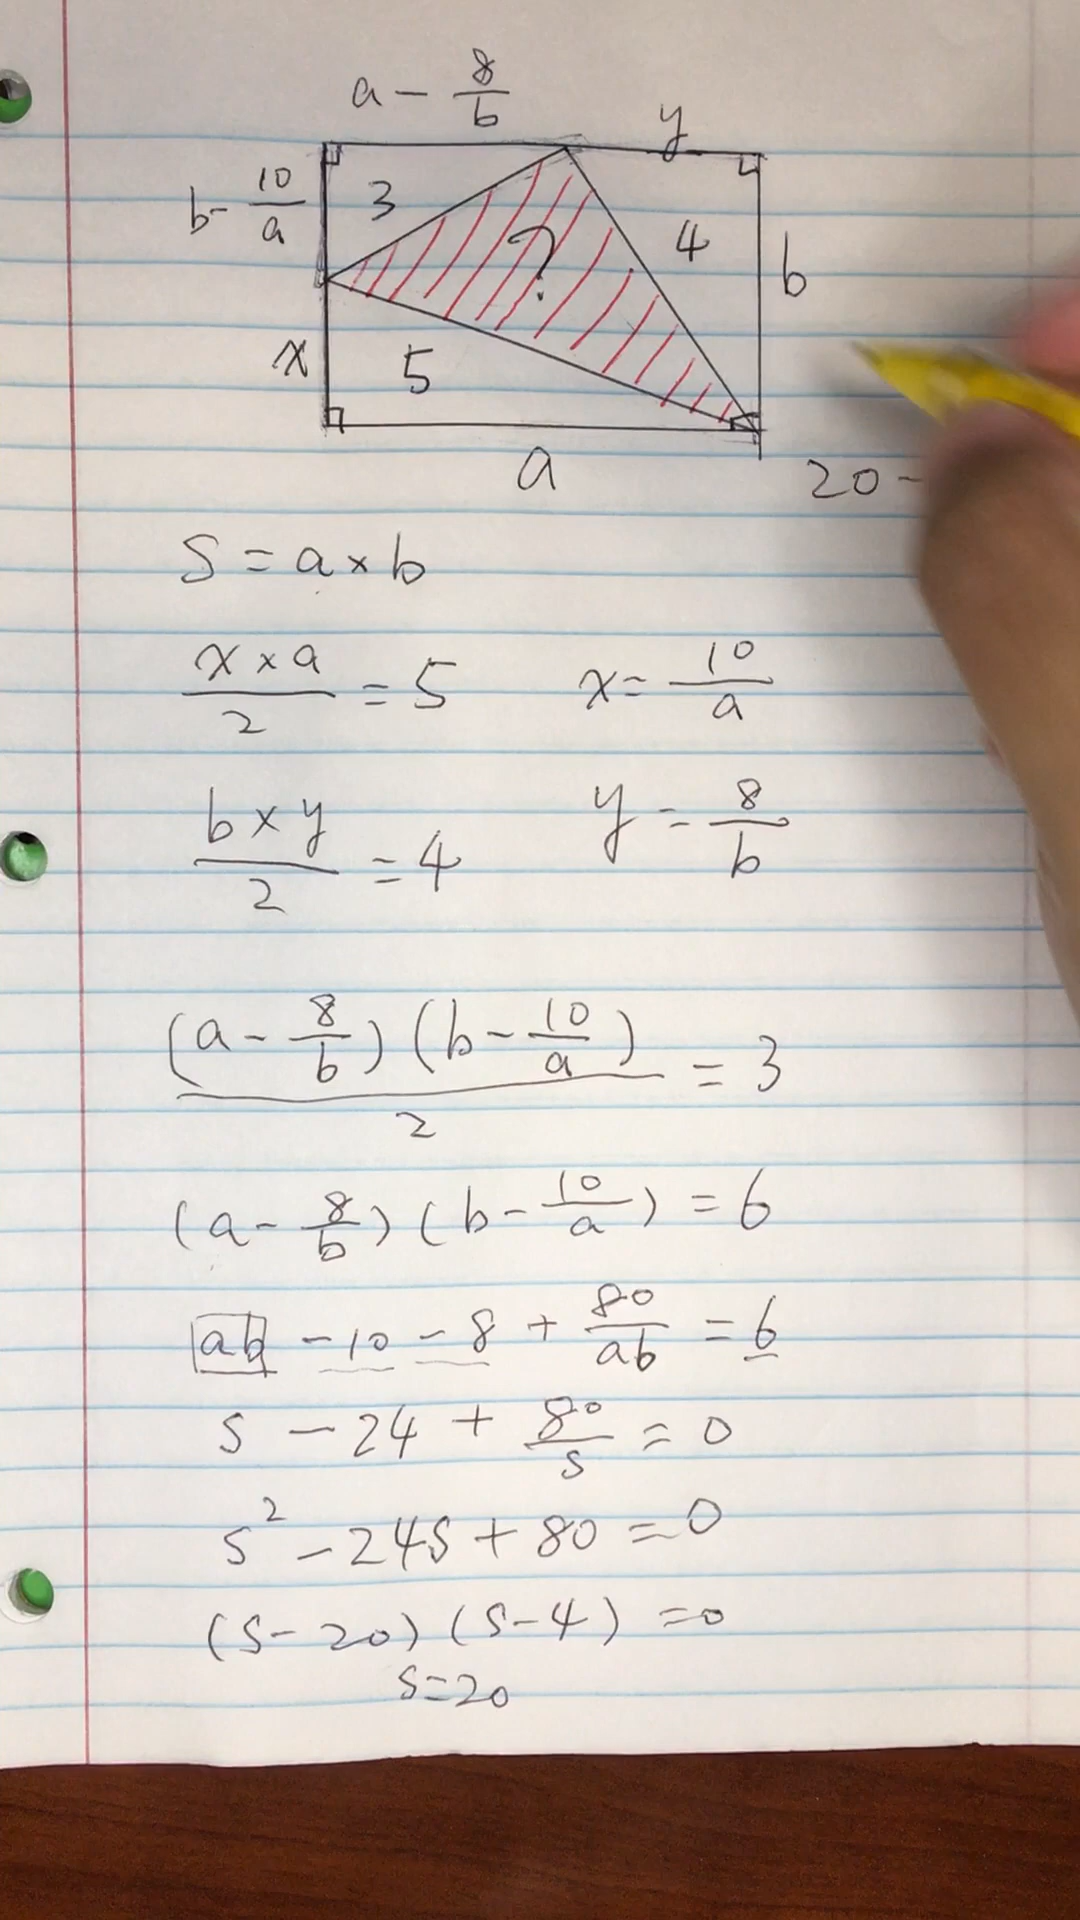 a - 8/b
y
b - 10/a
3
?
4
b
x
5
a
20 -
S = a × b
x × a / 2 = 5
x = 10/a
b × y / 2 = 4
y = 8/b
(a - 8/b)(b - 10/a) / 2 = 3
(a - 8/b)(b - 10/a) = 6
ab - 10 - 8 + 80/ab = 6
S - 24 + 80/S = 0
S² - 24S + 80 = 0
(S - 20)(S - 4) = 0
S = 20